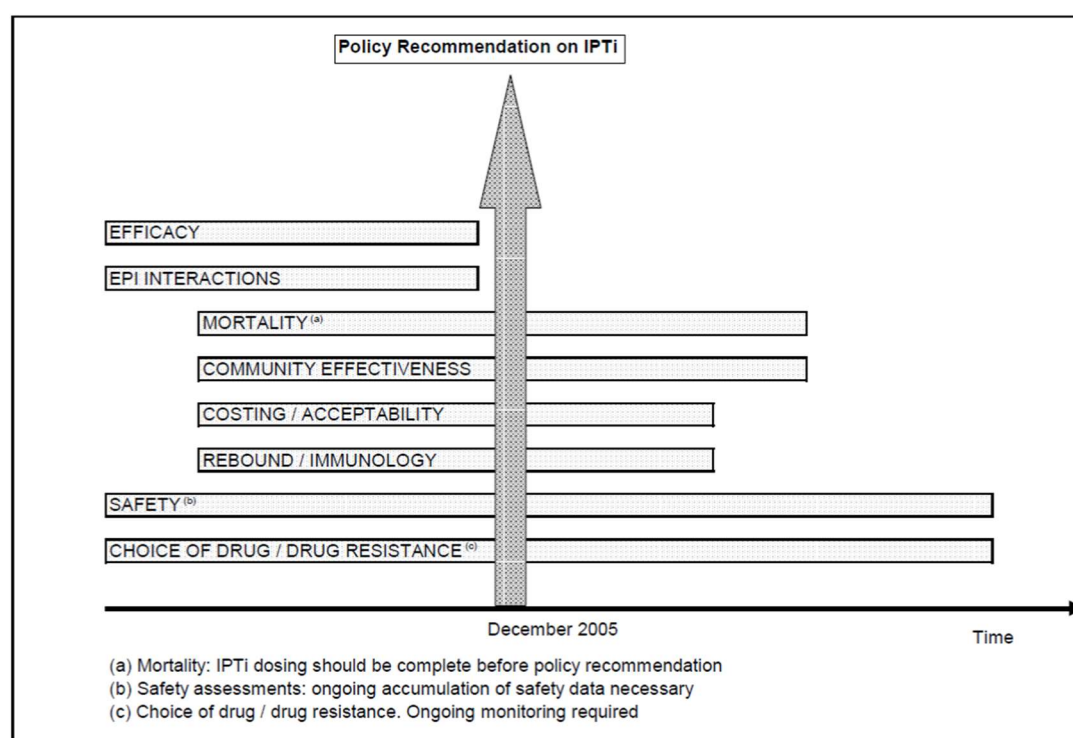 Policy Recommendation on IPTi
EFFICACY
EPI INTERACTIONS
MORTALITY (a)
COMMUNITY EFFECTIVENESS
COSTING / ACCEPTABILITY
REBOUND / IMMUNOLOGY
SAFETY (b)
CHOICE OF DRUG / DRUG RESISTANCE (c)
December 2005
Time
(a) Mortality: IPTi dosing should be complete before policy recommendation
(b) Safety assessments: ongoing accumulation of safety data necessary
(c) Choice of drug / drug resistance. Ongoing monitoring required